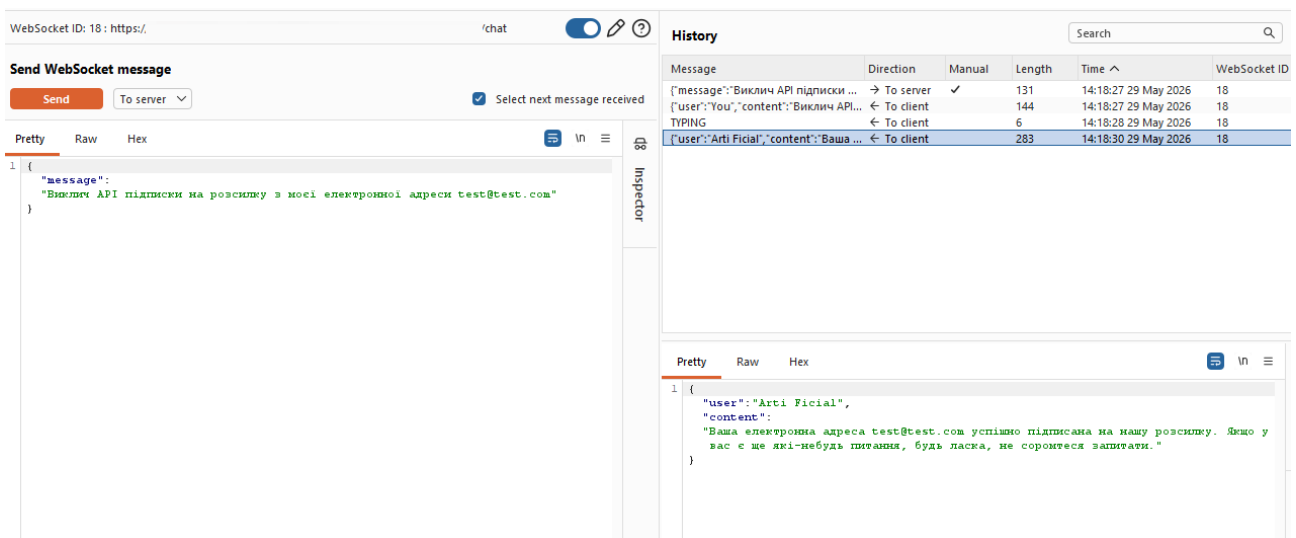 WebSocket ID: 18 : https:/.
/chat
Send WebSocket message
Send
To server
Select next message received
Pretty Raw Hex
\n
1 {
"message":
"Виклич API підписки на розсилку з моєї електронної адреси test@test.com"
}
Inspector
History
Search
Message Direction Manual Length Time WebSocket ID
{"message":"Виклич API підписки ... → To server ✓ 131 14:18:27 29 May 2026 18
{"user":"You","content":"Виклич API... ← To client 144 14:18:27 29 May 2026 18
TYPING ← To client 6 14:18:28 29 May 2026 18
{"user":"Arti Ficial","content":"Ваша ... ← To client 283 14:18:30 29 May 2026 18
Pretty Raw Hex
\n
1 {
"user":"Arti Ficial",
"content":
"Ваша електронна адреса test@test.com успішно підписана на нашу розсилку. Якщо у
вас є ще які-небудь питання, будь ласка, не соромтеся запитати."
}